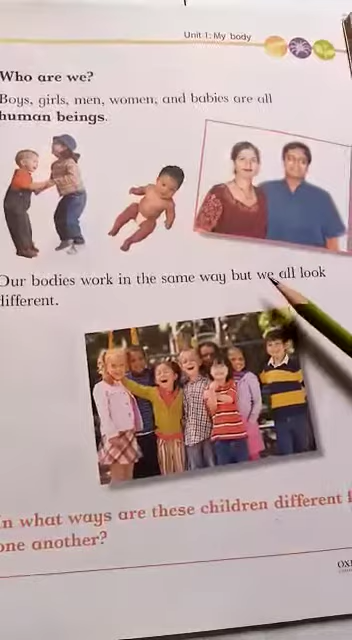 Unit 1: My body
Who are we?
Boys, girls, men, women, and babies are all
human beings.
Our bodies work in the same way but we all look
different.
In what ways are these children different
one another?